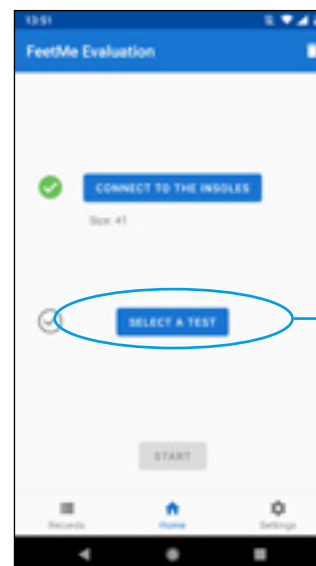 13:51
FeetMe Evaluation
CONNECT TO THE INSOLES
Size: 41
SELECT A TEST
START
Records
Home
Settings